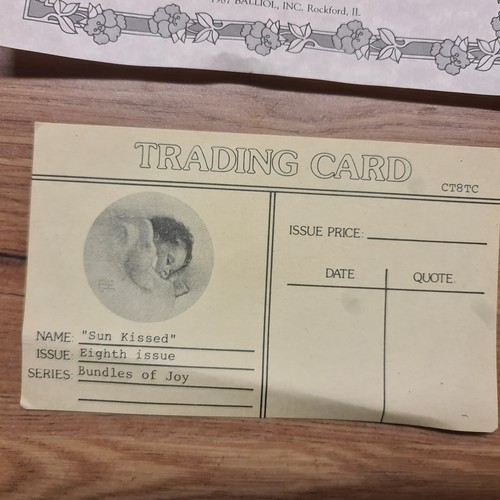 BALLIOL, INC. Rockford, IL
TRADING CARD
CT8TC
NAME: "Sun Kissed"
ISSUE: Eighth issue
SERIES: Bundles of Joy
ISSUE PRICE:
DATE QUOTE